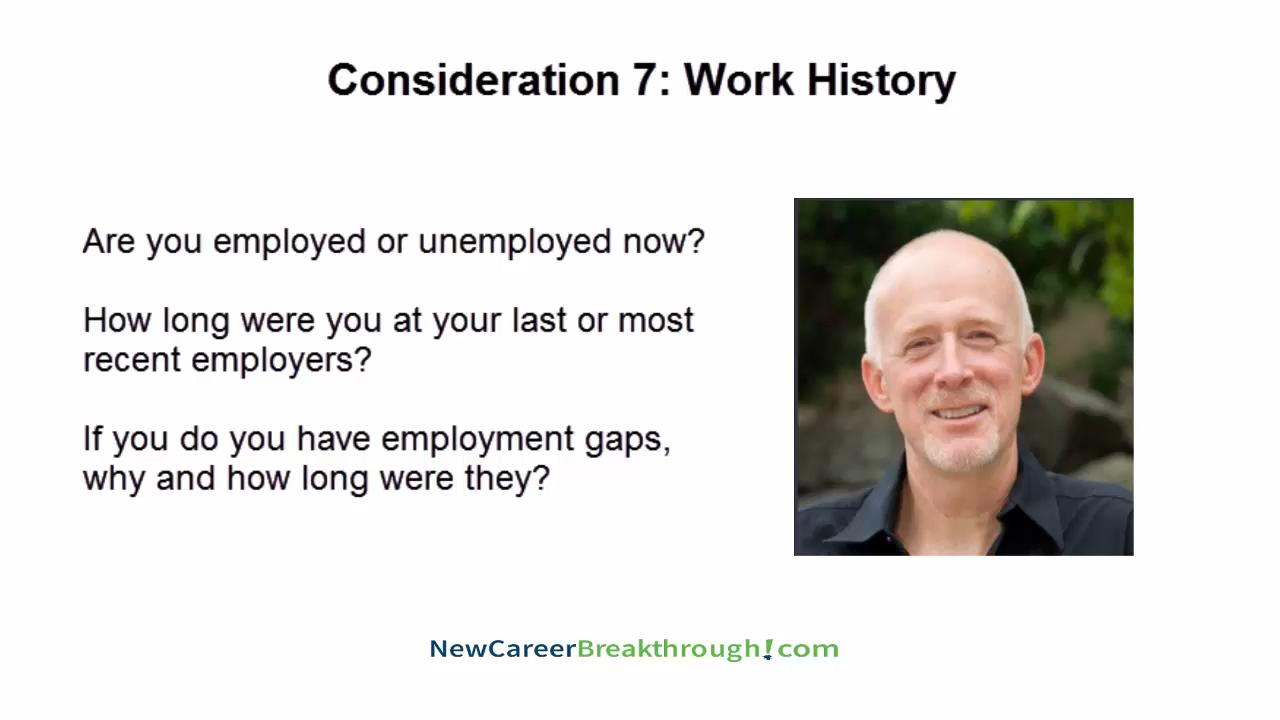 Consideration 7: Work History
Are you employed or unemployed now?
How long were you at your last or most
recent employers?
If you do you have employment gaps,
why and how long were they?
NewCareerBreakthrough!com